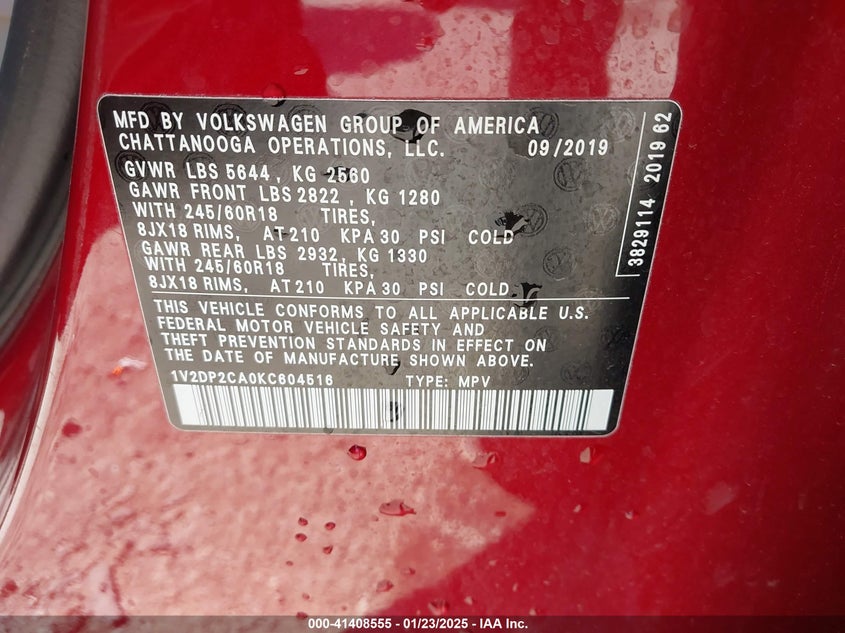 MFD BY VOLKSWAGEN GROUP OF AMERICA
CHATTANOOGA OPERATIONS, LLC. 09/2019
GVWR LBS 5644, KG 2560
GAWR FRONT LBS 2822, KG 1280
WITH 245/60R18 TIRES,
8JX18 RIMS, AT 210 KPA 30 PSI COLD
GAWR REAR LBS 2932, KG 1330
WITH 245/60R18 TIRES,
8JX18 RIMS, AT 210 KPA 30 PSI COLD.
THIS VEHICLE CONFORMS TO ALL APPLICABLE U.S.
FEDERAL MOTOR VEHICLE SAFETY AND
THEFT PREVENTION STANDARDS IN EFFECT ON
THE DATE OF MANUFACTURE SHOWN ABOVE.
1V2DP2CA0KC604516 TYPE: MPV
3829114 2019 62
000-41408555 - 01/23/2025 - IAA Inc.